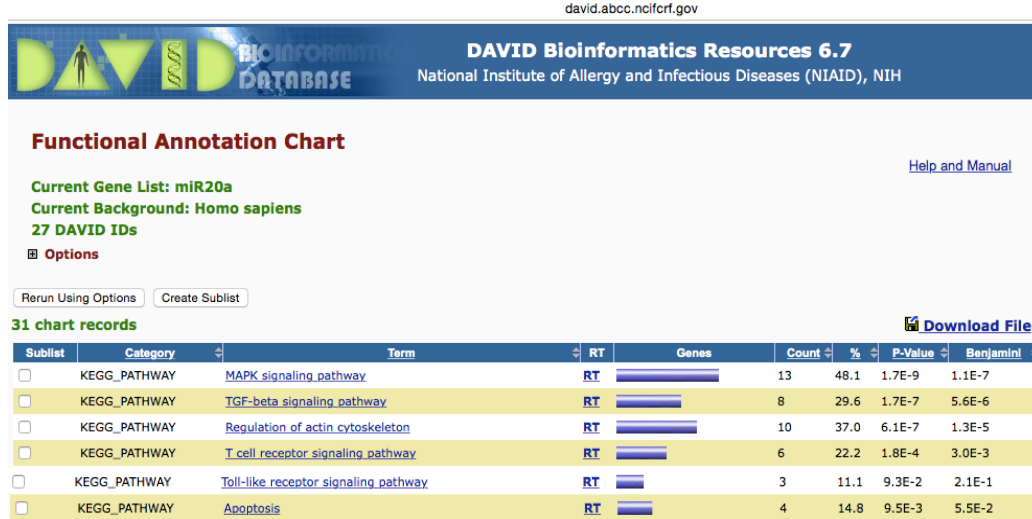 david.abcc.ncifcrf.gov
DAVID BIOINFORMATICS DATABASE
DAVID Bioinformatics Resources 6.7
National Institute of Allergy and Infectious Diseases (NIAID), NIH
Functional Annotation Chart
Help and Manual
Current Gene List: miR20a
Current Background: Homo sapiens
27 DAVID IDs
Options
Rerun Using Options Create Sublist
31 chart records Download File
Sublist Category Term RT Genes Count % P-Value Benjamini
KEGG_PATHWAY MAPK signaling pathway RT 13 48.1 1.7E-9 1.1E-7
KEGG_PATHWAY TGF-beta signaling pathway RT 8 29.6 1.7E-7 5.6E-6
KEGG_PATHWAY Regulation of actin cytoskeleton RT 10 37.0 6.1E-7 1.3E-5
KEGG_PATHWAY T cell receptor signaling pathway RT 6 22.2 1.8E-4 3.0E-3
KEGG_PATHWAY Toll-like receptor signaling pathway RT 3 11.1 9.3E-2 2.1E-1
KEGG_PATHWAY Apoptosis RT 4 14.8 9.5E-3 5.5E-2